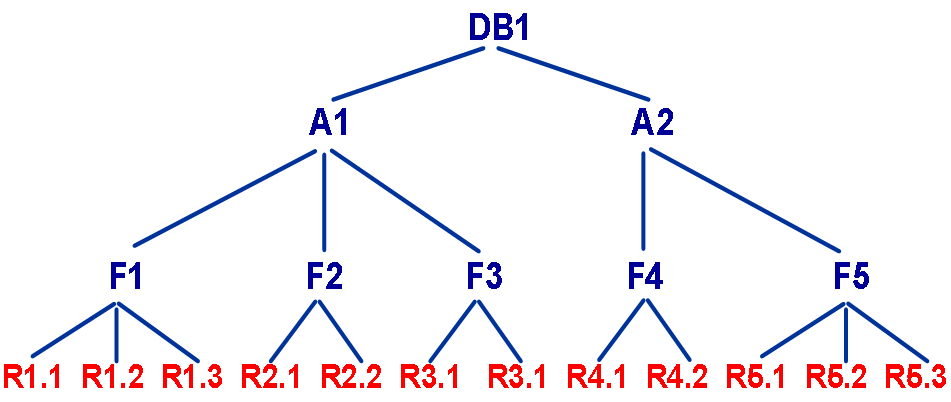 DB1
A1 A2
F1 F2 F3 F4 F5
R1.1 R1.2 R1.3 R2.1 R2.2 R3.1 R3.1 R4.1 R4.2 R5.1 R5.2 R5.3